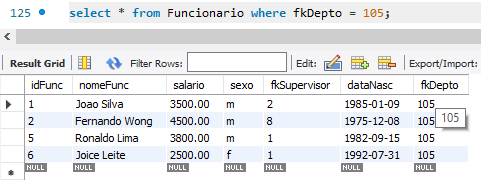 125 select * from Funcionario where fkDepto = 105;
Result Grid Filter Rows: Edit: Export/Import:
idFunc nomeFunc salario sexo fkSupervisor dataNasc fkDepto
1 Joao Silva 3500.00 m 2 1985-01-09 105
2 Fernando Wong 4500.00 m 8 1975-12-08 105
105
5 Ronaldo Lima 3800.00 m 1 1982-09-15 105
6 Joice Leite 2500.00 f 1 1992-07-31 105
NULL NULL NULL NULL NULL NULL NULL